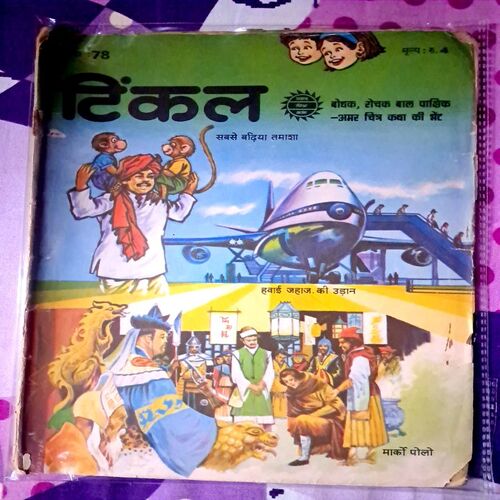 -78
मूल्य : रु. 4
टिंकल
बोधक, रोचक बाल पाक्षिक
-अमर चित्र कथा की भेंट
सबसे बढ़िया तमाशा
हवाई जहाज की उड़ान
मार्को पोलो